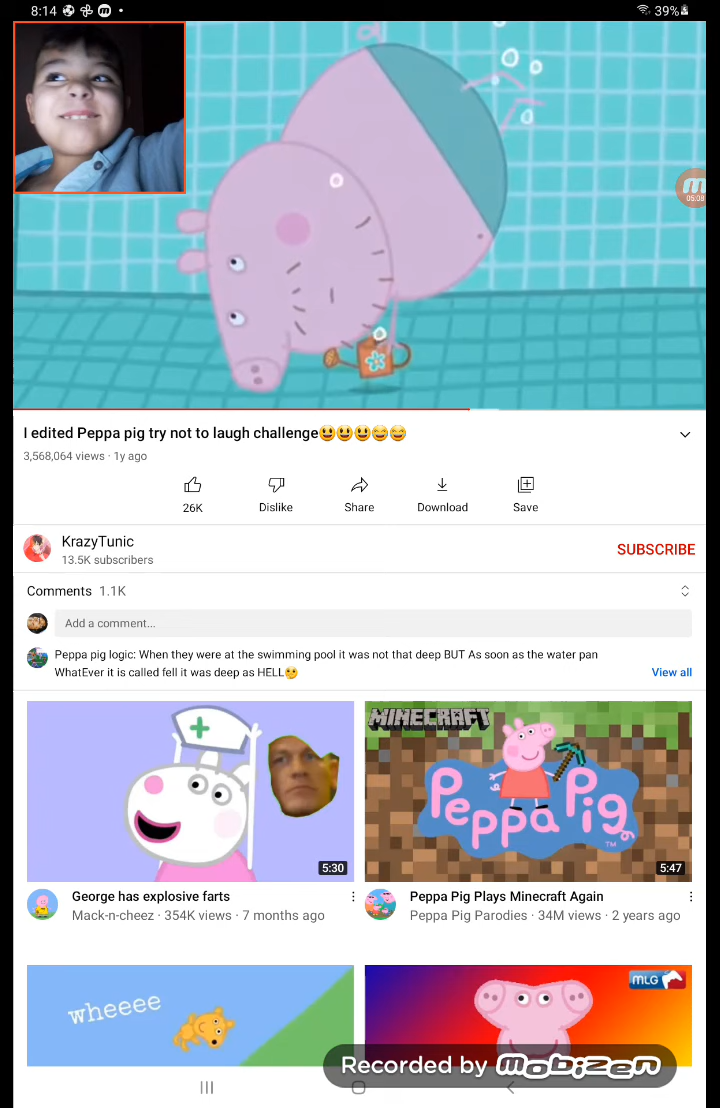 8:14
39%
05:08
I edited Peppa pig try not to laugh challenge😃😃😃😄😄
3,568,064 views · 1y ago
26K
Dislike
Share
Download
Save
KrazyTunic
13.5K subscribers
SUBSCRIBE
Comments 1.1K
Add a comment...
Peppa pig logic: When they were at the swimming pool it was not that deep BUT As soon as the water pan
WhatEver it is called fell it was deep as HELL🤔
View all
5:30
MINECRAFT
Peppa Pig
TM
5:47
George has explosive farts
Mack-n-cheez · 354K views · 7 months ago
Peppa Pig Plays Minecraft Again
Peppa Pig Parodies · 34M views · 2 years ago
wheeee
MLG
Recorded by mobizen